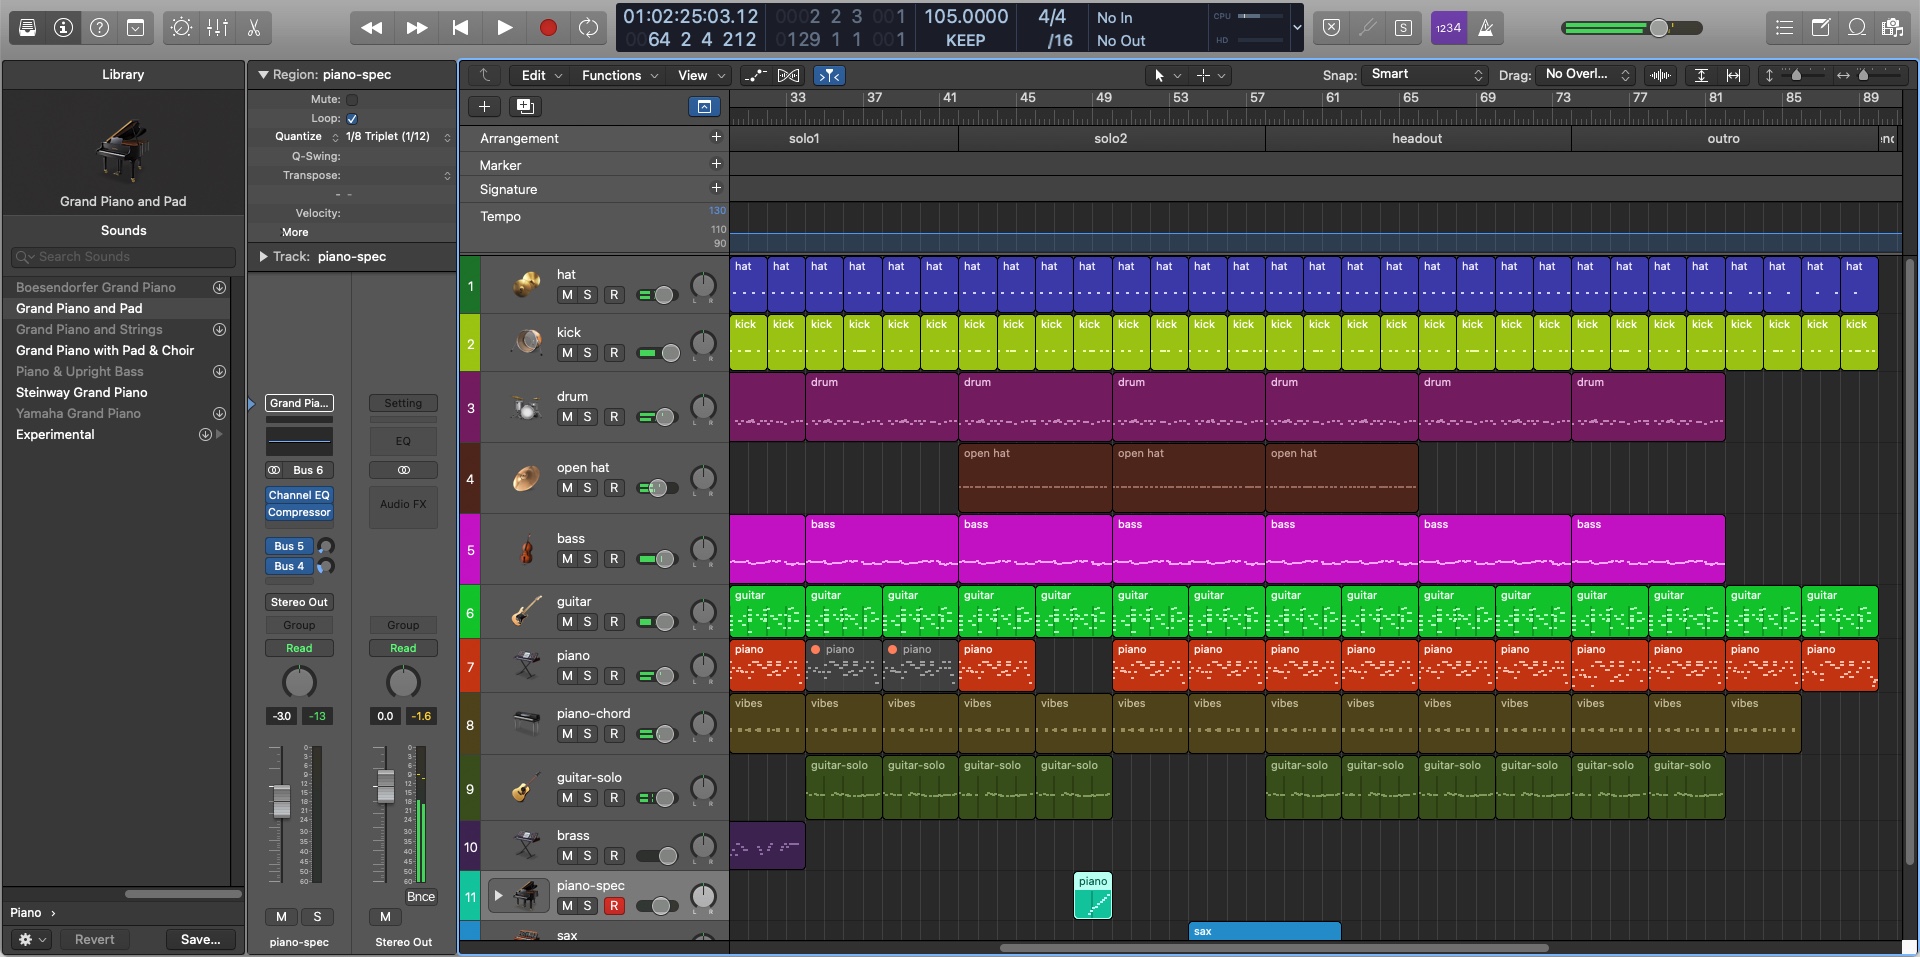 01:02:25:03.12
0002 2 3 001
105.0000
4/4
No In
CPU
1234
0064 2 4 212
0129 1 1 001
KEEP
/16
No Out
HD
Library
Region: piano-spec
Edit
Functions
View
Snap: Smart
Drag: No Overl...
Mute:
Loop:
Quantize 1/8 Triplet (1/12)
Q-Swing:
Transpose:
- -
Velocity:
More
Track: piano-spec
Grand Piano and Pad
Sounds
Search Sounds
Boesendorfer Grand Piano
Grand Piano and Pad
Grand Piano and Strings
Grand Piano with Pad & Choir
Piano & Upright Bass
Steinway Grand Piano
Yamaha Grand Piano
Experimental
Piano
Revert
Save...
Grand Pia...
Setting
EQ
Bus 6
Channel EQ
Compressor
Audio FX
Bus 5
Bus 4
Stereo Out
Group
Group
Read
Read
-3.0 -13
0.0 -1.6
Bnce
M S
M
piano-spec
Stereo Out
33 37 41 45 49 53 57 61 65 69 73 77 81 85 89
Arrangement
solo1 solo2 headout outro
Marker
Signature
Tempo
130
110
90
1 hat
M S R
L R
hat hat hat hat hat hat hat hat hat hat hat hat hat hat hat hat hat hat hat hat hat hat hat hat hat hat hat hat hat hat
2 kick
M S R
L R
kick kick kick kick kick kick kick kick kick kick kick kick kick kick kick kick kick kick kick kick kick kick kick kick kick kick kick kick kick kick
3 drum
M S R
L R
drum drum drum drum drum drum
4 open hat
M S R
L R
open hat open hat open hat
5 bass
M S R
L R
bass bass bass bass bass bass
6 guitar
M S R
L R
guitar guitar guitar guitar guitar guitar guitar guitar guitar guitar guitar guitar guitar guitar guitar
7 piano
M S R
L R
piano piano piano piano piano piano piano piano piano piano piano piano piano piano
8 piano-chord
M S R
L R
vibes vibes vibes vibes vibes vibes vibes vibes vibes vibes vibes vibes vibes vibes
9 guitar-solo
M S R
L R
guitar-solo guitar-solo guitar-solo guitar-solo guitar-solo guitar-solo guitar-solo guitar-solo guitar-solo guitar-solo
10 brass
M S R
L R
11 piano-spec
M S R
L R
piano
sax
sax